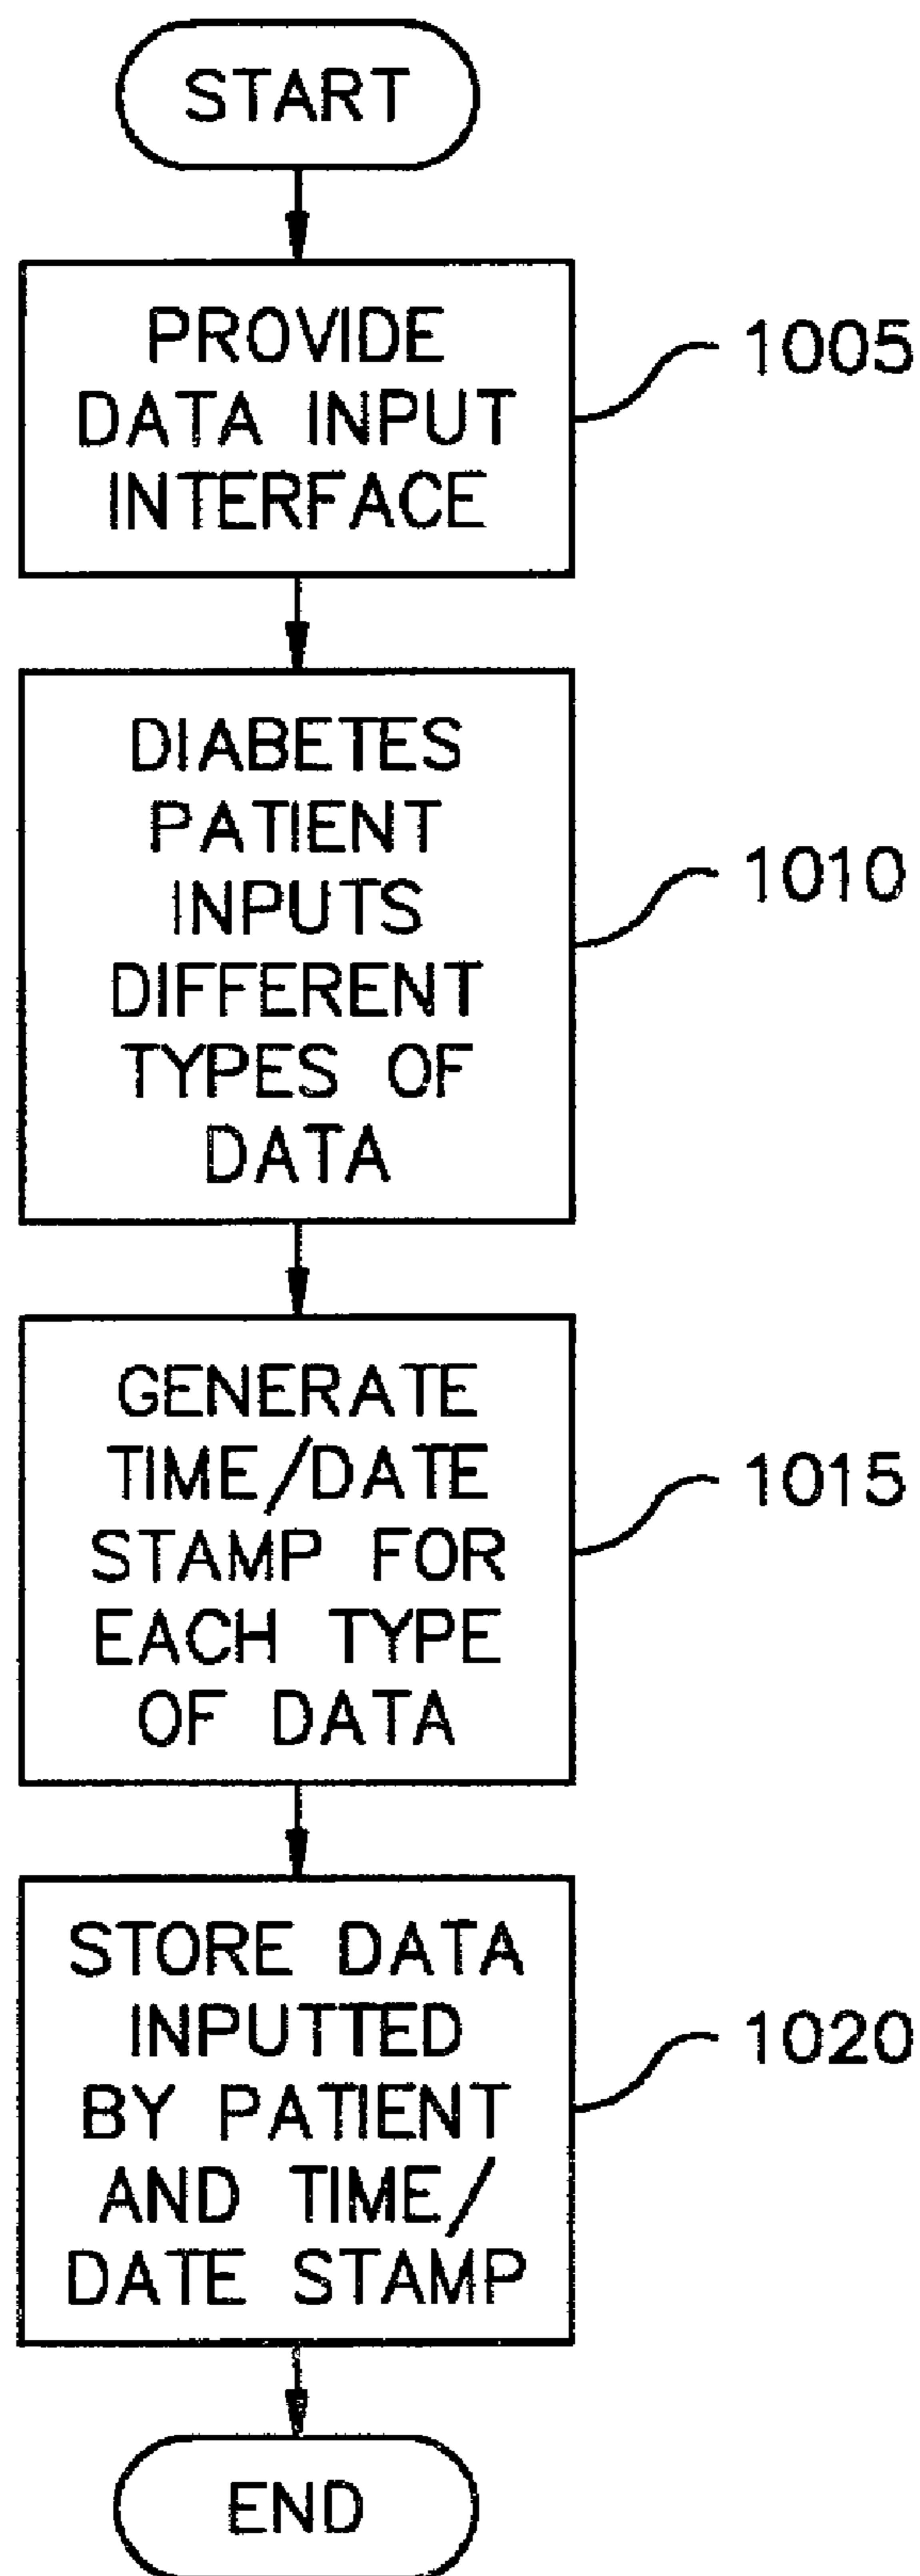 START
PROVIDE
DATA INPUT
INTERFACE
1005
DIABETES
PATIENT
INPUTS
DIFFERENT
TYPES OF
DATA
1010
GENERATE
TIME/DATE
STAMP FOR
EACH TYPE
OF DATA
1015
STORE DATA
INPUTTED
BY PATIENT
AND TIME/
DATE STAMP
1020
END